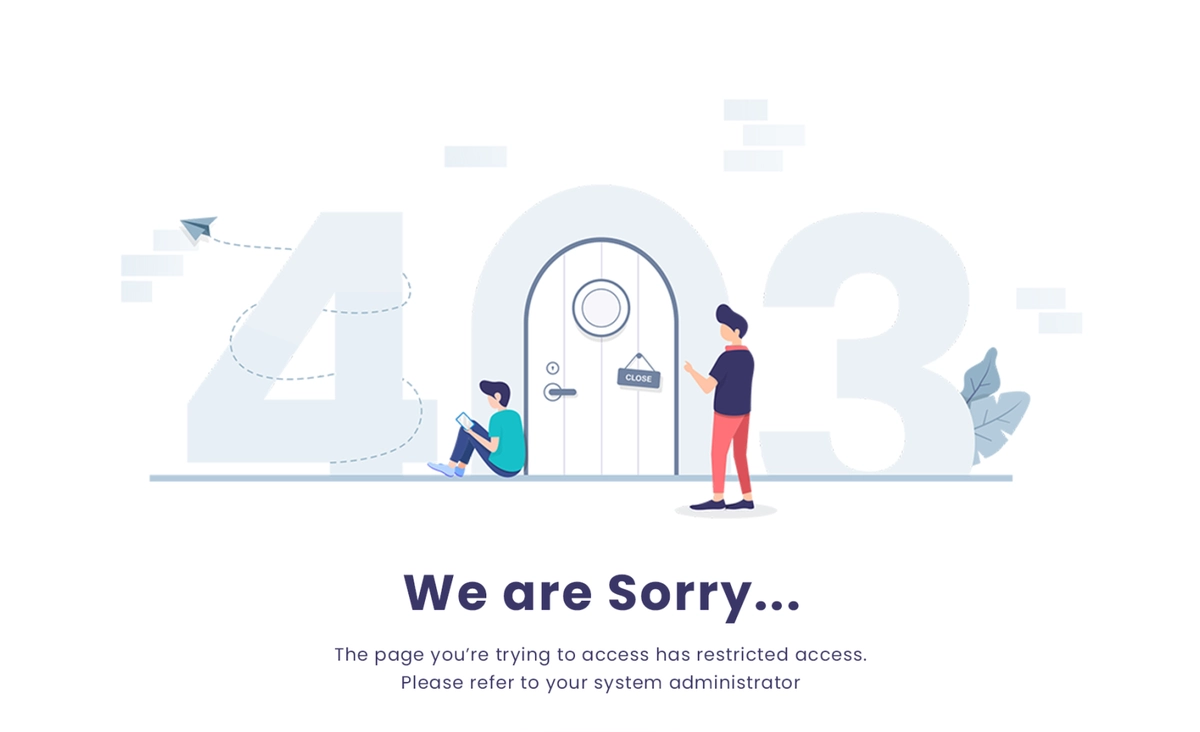 403
CLOSE
We are Sorry...
The page you’re trying to access has restricted access.
Please refer to your system administrator